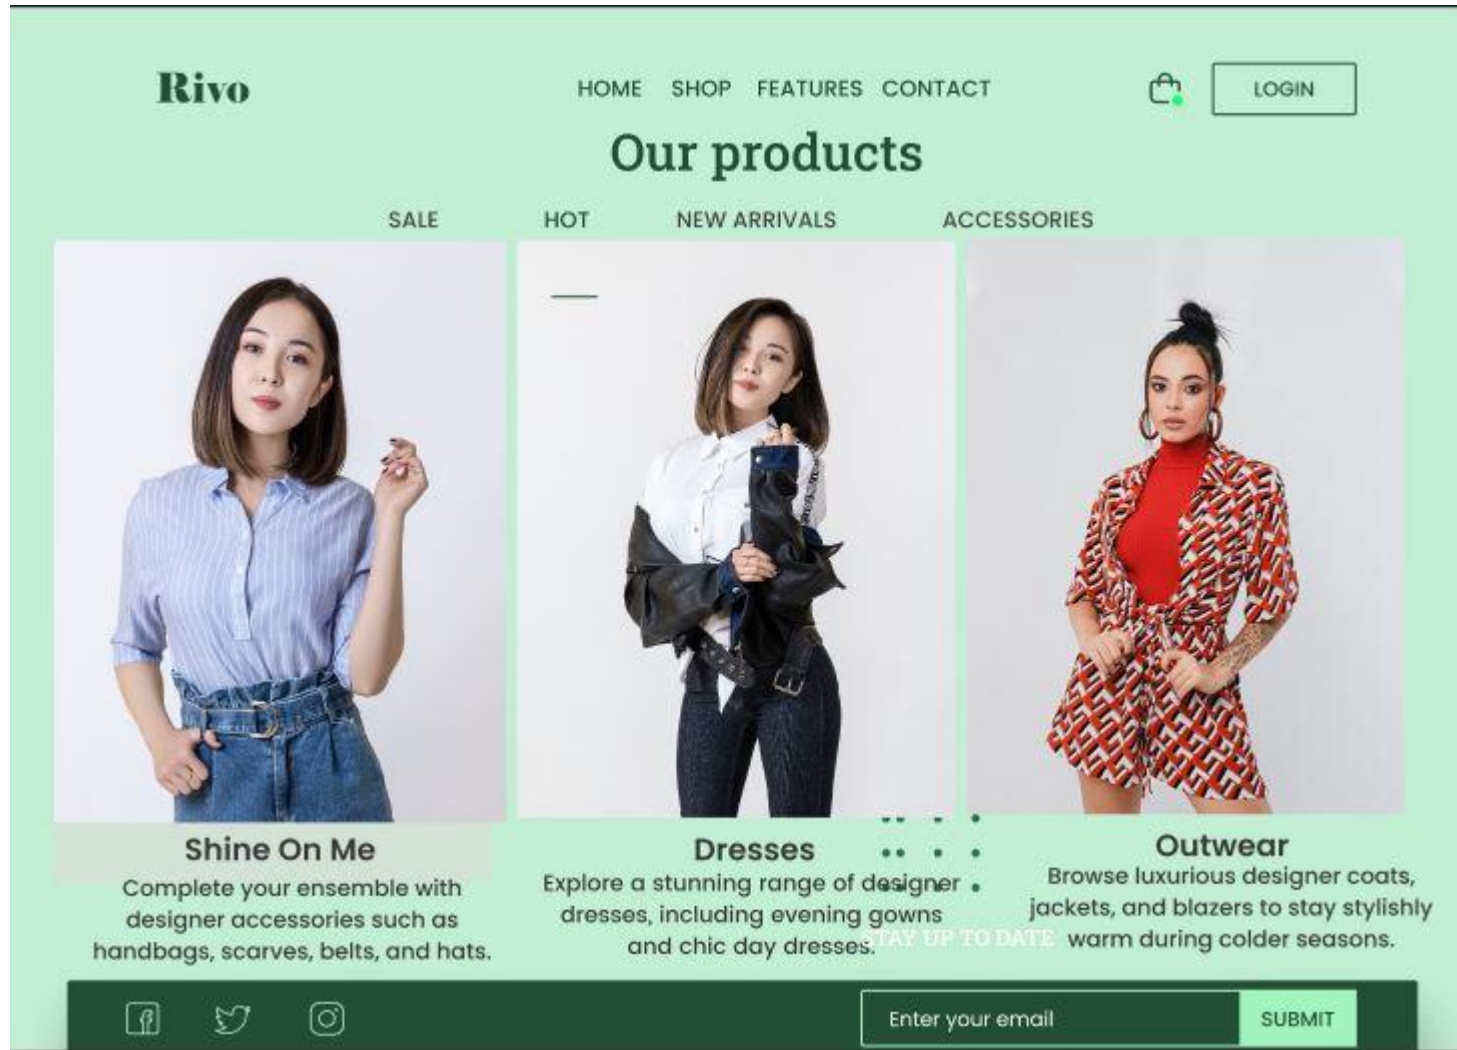 Rivo
HOME SHOP FEATURES CONTACT
LOGIN
Our products
SALE HOT NEW ARRIVALS ACCESSORIES
Shine On Me
Complete your ensemble with
designer accessories such as
handbags, scarves, belts, and hats.
Dresses
Explore a stunning range of designer
dresses, including evening gowns
and chic day dresses.
Outwear
Browse luxurious designer coats,
jackets, and blazers to stay stylishly
warm during colder seasons.
STAY UP TO DATE
Enter your email
SUBMIT